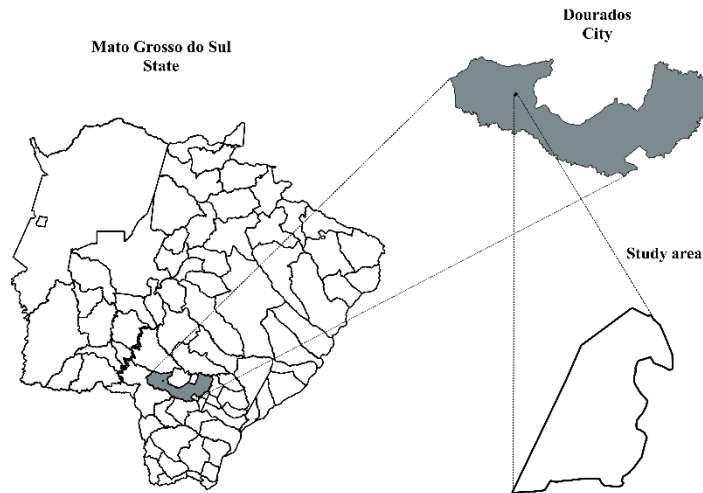 Mato Grosso do Sul
State
Dourados
City
Study area